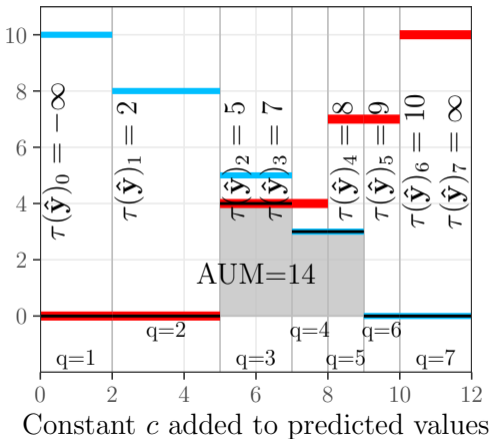 10
8
6
4
2
0
τ(ŷ)₀ = −∞
τ(ŷ)₁ = 2
τ(ŷ)₂ = 5
τ(ŷ)₃ = 7
τ(ŷ)₄ = 8
τ(ŷ)₅ = 9
τ(ŷ)₆ = 10
τ(ŷ)₇ = ∞
AUM=14
q=2
q=4
q=6
q=1
q=3
q=5
q=7
0 2 4 6 8 10 12
Constant c added to predicted values